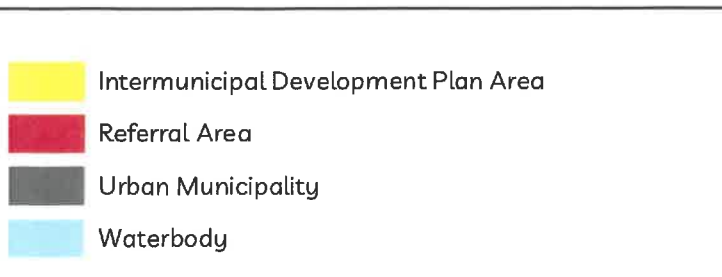 Intermunicipal Development Plan Area
Referral Area
Urban Municipality
Waterbody